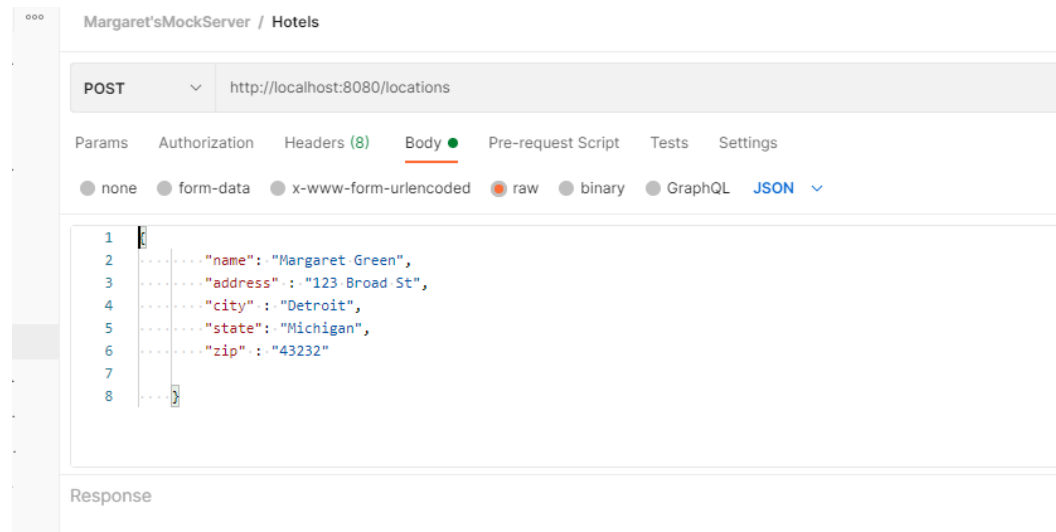 Margaret'sMockServer / Hotels
POST http://localhost:8080/locations
Params Authorization Headers (8) Body Pre-request Script Tests Settings
none form-data x-www-form-urlencoded raw binary GraphQL JSON
1 {
2 "name": "Margaret Green",
3 "address" : "123 Broad St",
4 "city" : "Detroit",
5 "state": "Michigan",
6 "zip" : "43232"
7
8 }
Response